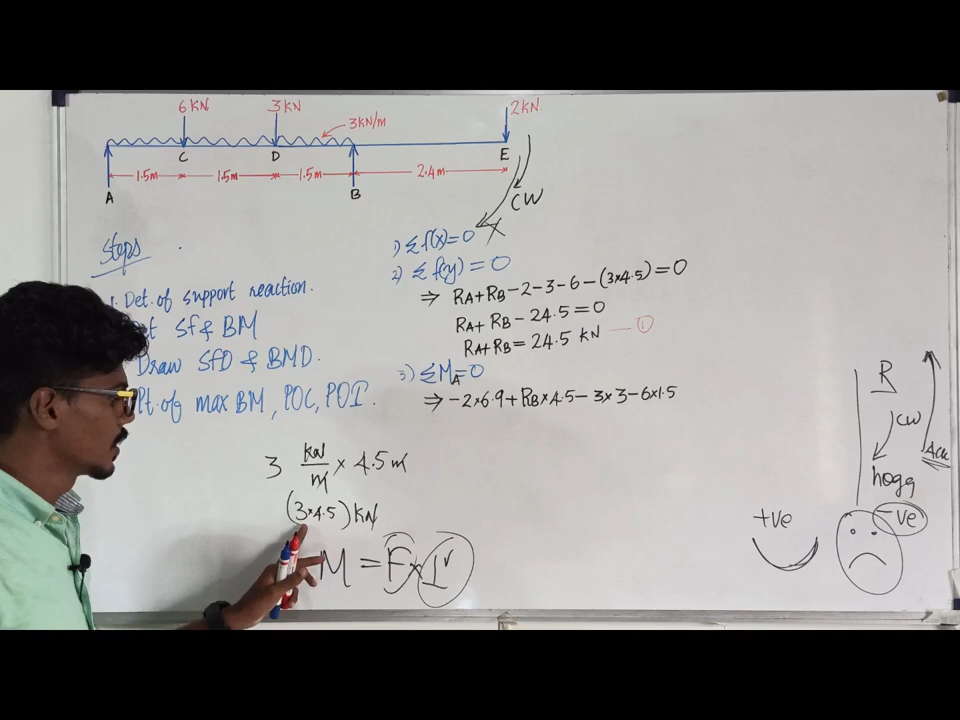 6KN 3KN 2KN.
3KN/m
C D E
1.5m 1.5m 1.5m 2.4m
A B
CW
Steps
1. Det. of support reaction.
Sf & BM
Draw SfD & BMD.
Pt. of max BM, POC, POI.
1) Σf(x)=0 X
2) Σf(y)=0
⇒ RA+RB-2-3-6-(3×4.5)=0
RA+RB-24.5=0
RA+RB=24.5 KN — ①
3) ΣMA=0
⇒ -2×6.9+RB×4.5-3×3-6×1.5
3 KN/m × 4.5m
(3×4.5)KN
M = F×
R
CW
hogg
+ve -ve